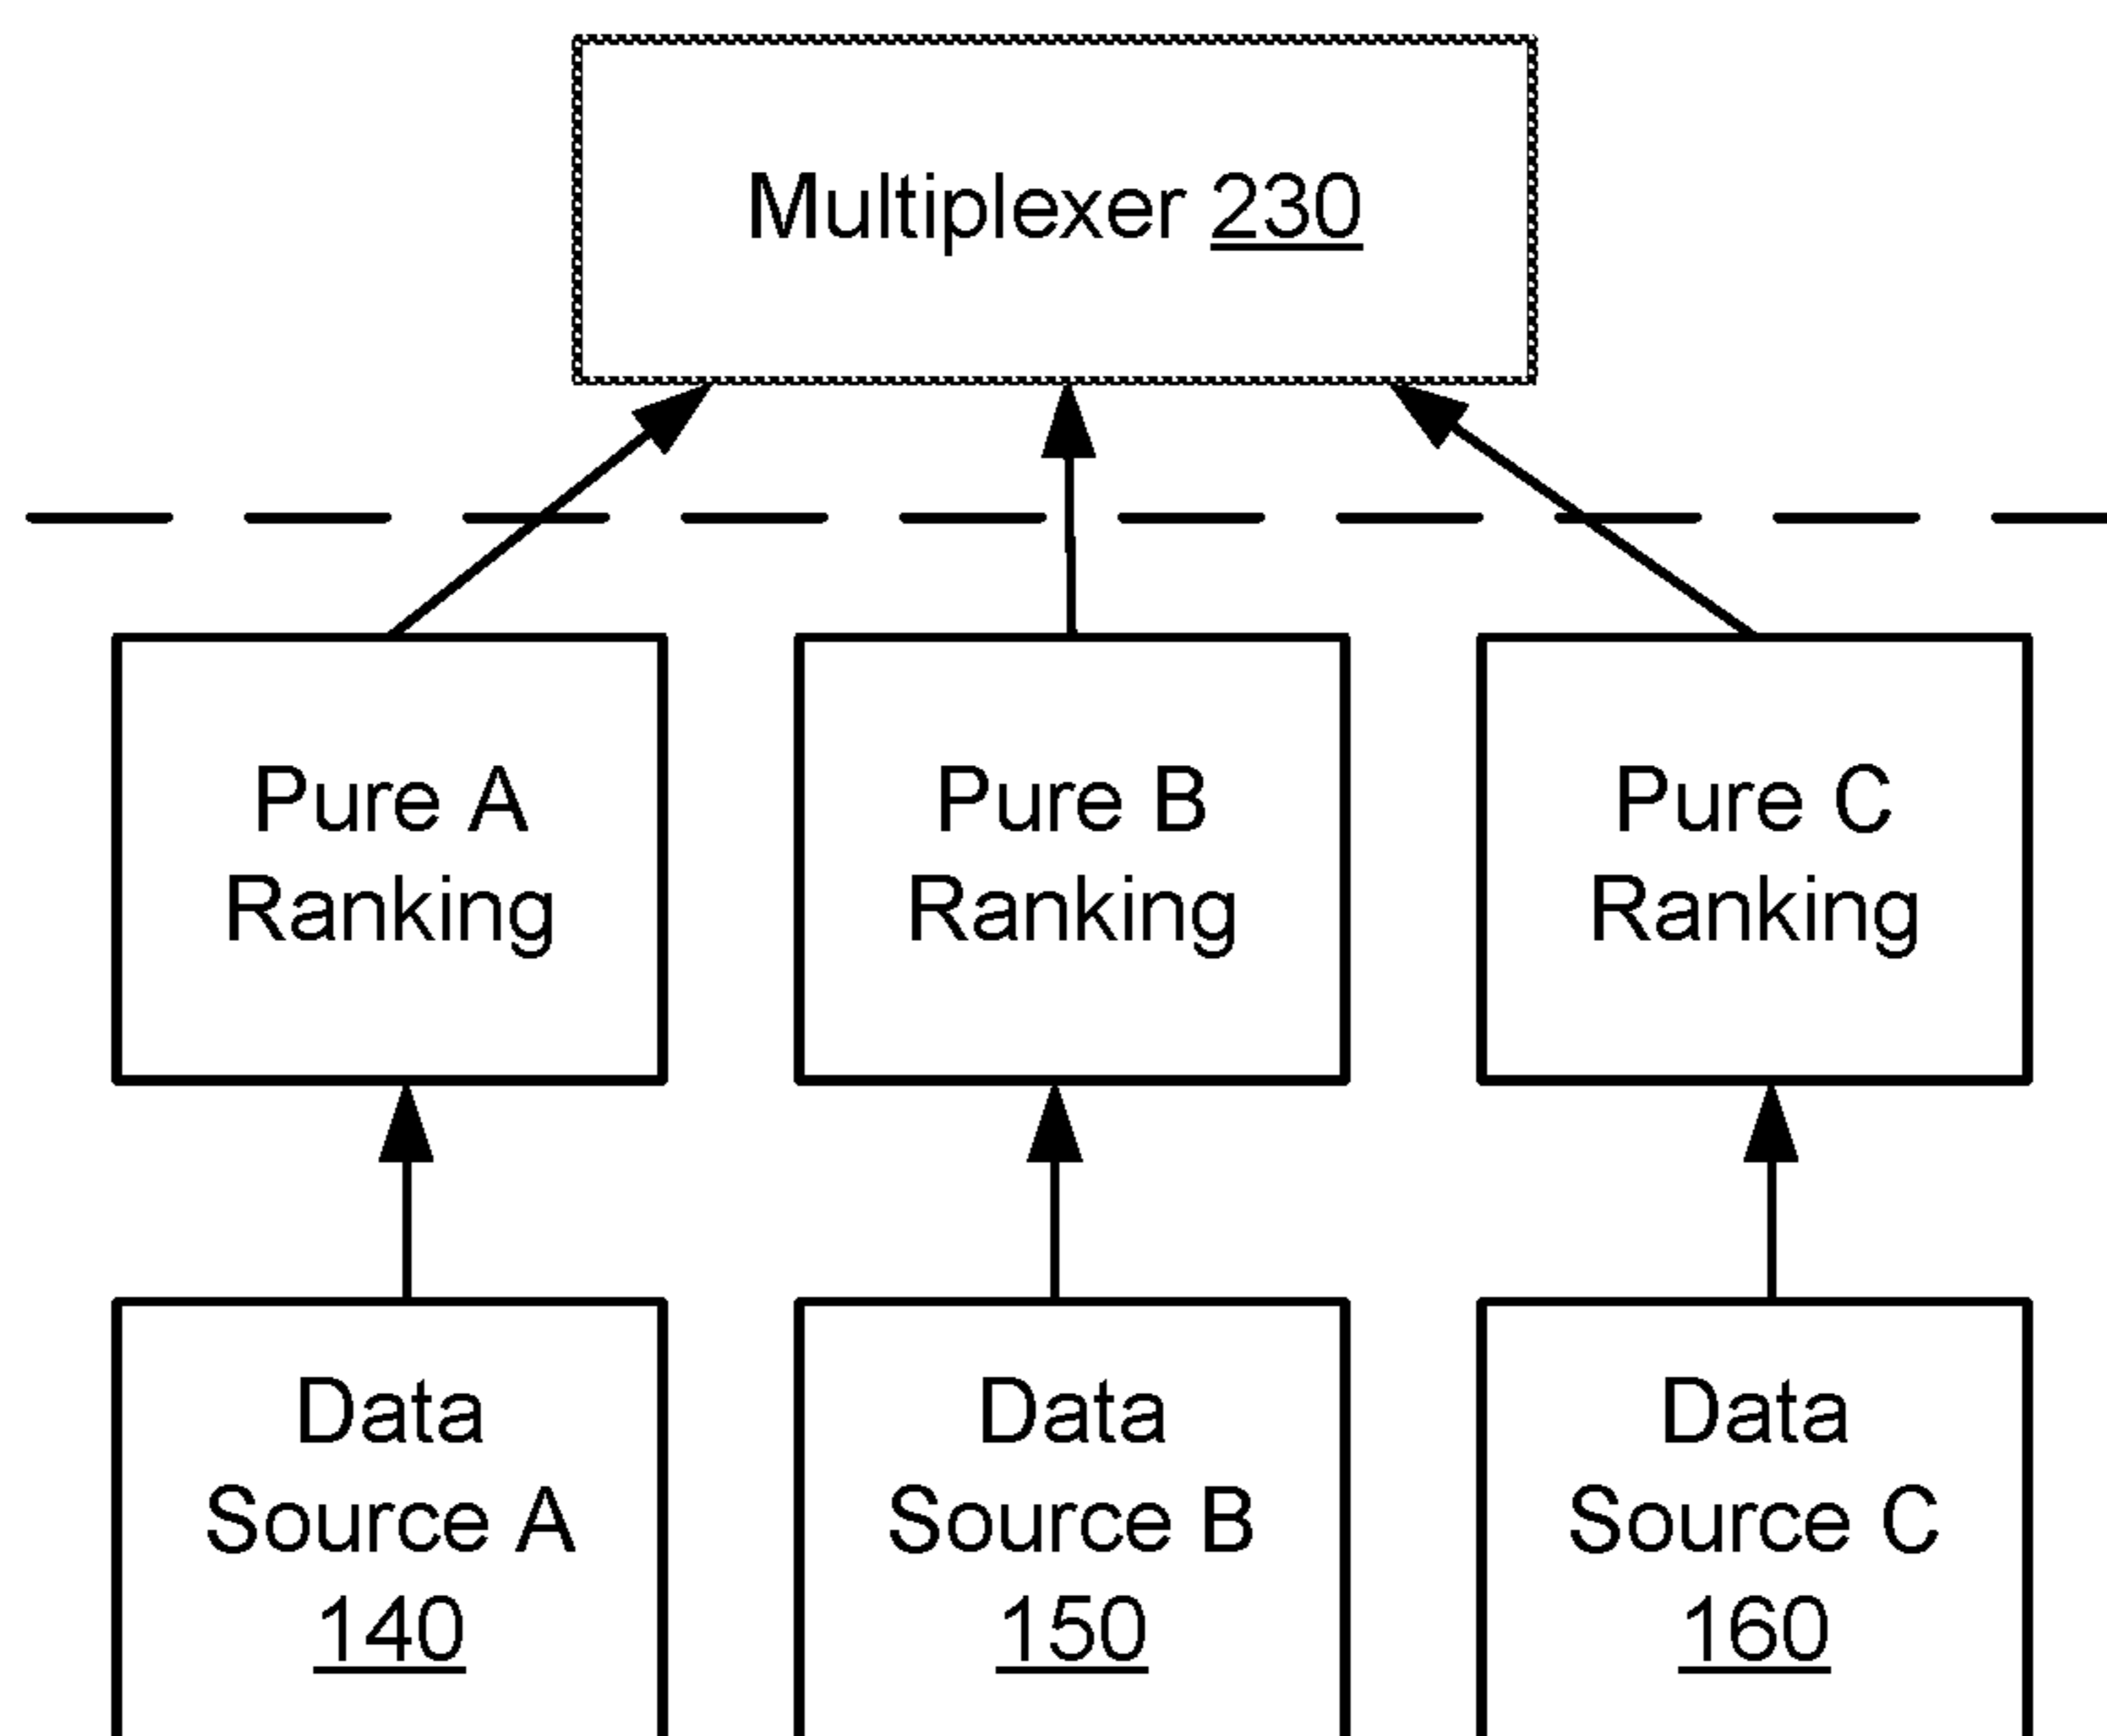 Multiplexer 230
Pure A
Ranking
Pure B
Ranking
Pure C
Ranking
Data
Source A
140
Data
Source B
150
Data
Source C
160